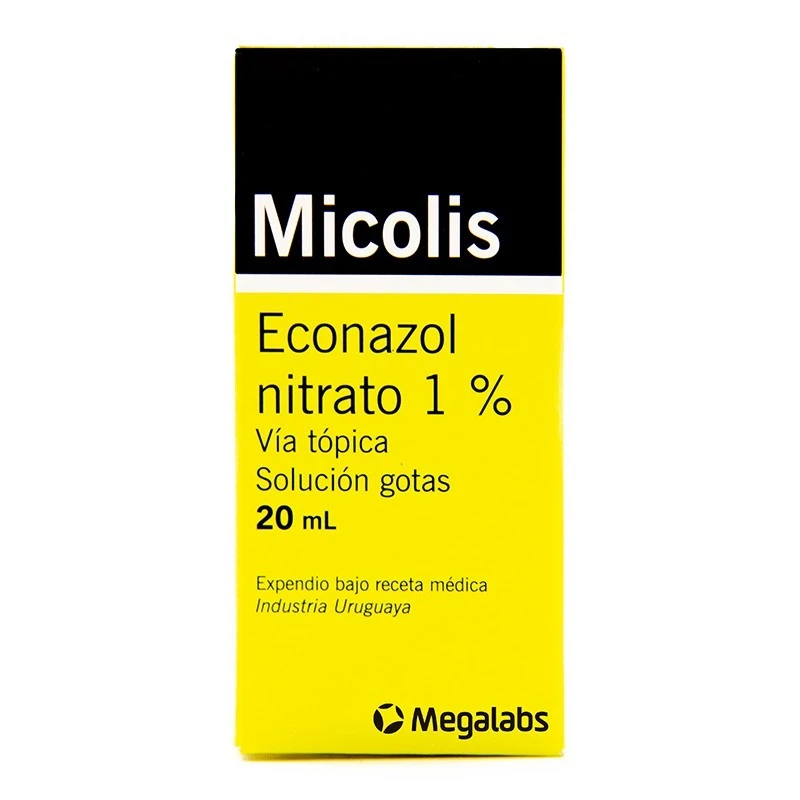 Micolis
Econazol
nitrato 1 %
Vía tópica
Solución gotas
20 mL
Expendio bajo receta médica
Industria Uruguaya
Megalabs